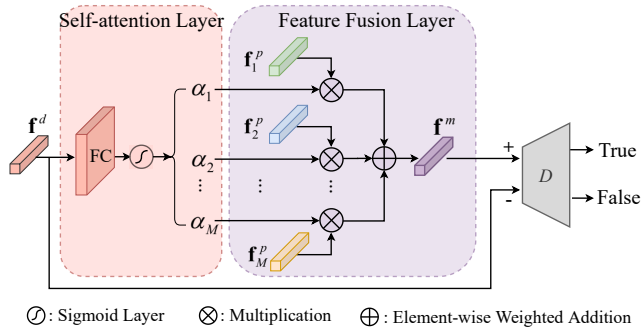 Self-attention Layer
Feature Fusion Layer
f_1^p
α_1
f^d
f_2^p
f^m
+
True
FC
α_2
D
...
...
...
-
False
α_M
f_M^p
: Sigmoid Layer
: Multiplication
: Element-wise Weighted Addition